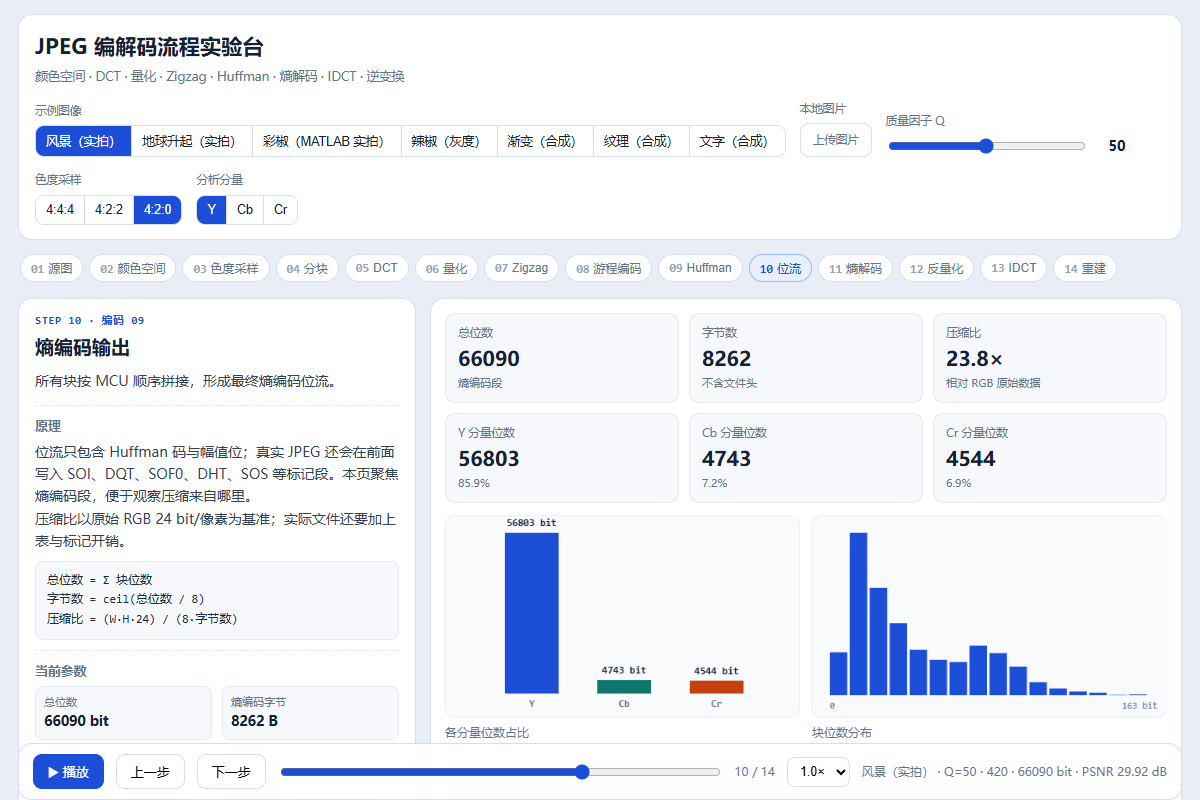 JPEG 编解码流程实验台
颜色空间 · DCT · 量化 · Zigzag · Huffman · 熵解码 · IDCT · 逆变换
示例图像
风景（实拍） 地球升起（实拍） 彩椒（MATLAB 实拍） 辣椒（灰度） 渐变（合成） 纹理（合成） 文字（合成）
本地图片
上传图片
质量因子 Q
50
色度采样
4:4:4 4:2:2 4:2:0
分析分量
Y Cb Cr
01 源图 02 颜色空间 03 色度采样 04 分块 05 DCT 06 量化 07 Zigzag 08 游程编码 09 Huffman 10 位流 11 熵解码 12 反量化 13 IDCT 14 重建
STEP 10 · 编码 09
熵编码输出
所有块按 MCU 顺序拼接，形成最终熵编码位流。
原理
位流只包含 Huffman 码与幅值位；真实 JPEG 还会在前面
写入 SOI、DQT、SOF0、DHT、SOS 等标记段。本页聚焦
熵编码段，便于观察压缩来自哪里。
压缩比以原始 RGB 24 bit/像素为基准；实际文件还要加上
表与标记开销。
总位数 = Σ 块位数
字节数 = ceil(总位数 / 8)
压缩比 = (W·H·24) / (8·字节数)
当前参数
总位数
66090 bit
熵编码字节
8262 B
总位数
66090
熵编码段
字节数
8262
不含文件头
压缩比
23.8×
相对 RGB 原始数据
Y 分量位数
56803
85.9%
Cb 分量位数
4743
7.2%
Cr 分量位数
4544
6.9%
56803 bit
4743 bit
4544 bit
Y Cb Cr
各分量位数占比
0 163 bit
块位数分布
▶ 播放 上一步 下一步 10 / 14 1.0× 风景（实拍） · Q=50 · 420 · 66090 bit · PSNR 29.92 dB